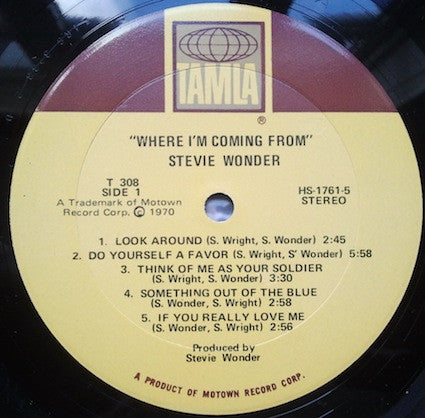 TAMLA
"WHERE I'M COMING FROM"
STEVIE WONDER
T 308
SIDE 1
A Trademark of Motown
Record Corp. Ⓒ 1970
HS-1761-5
STEREO
1. LOOK AROUND (S. Wright, S. Wonder) 2:45
2. DO YOURSELF A FAVOR (S. Wright, S' Wonder) 5:58
3. THINK OF ME AS YOUR SOLDIER
(S. Wright, S. Wonder) 3:30
4. SOMETHING OUT OF THE BLUE
(S. Wonder, S. Wright) 2:58
5. IF YOU REALLY LOVE ME
(S. Wonder, S. Wright) 2:56
Produced by
Stevie Wonder
A PRODUCT OF MOTOWN RECORD CORP.